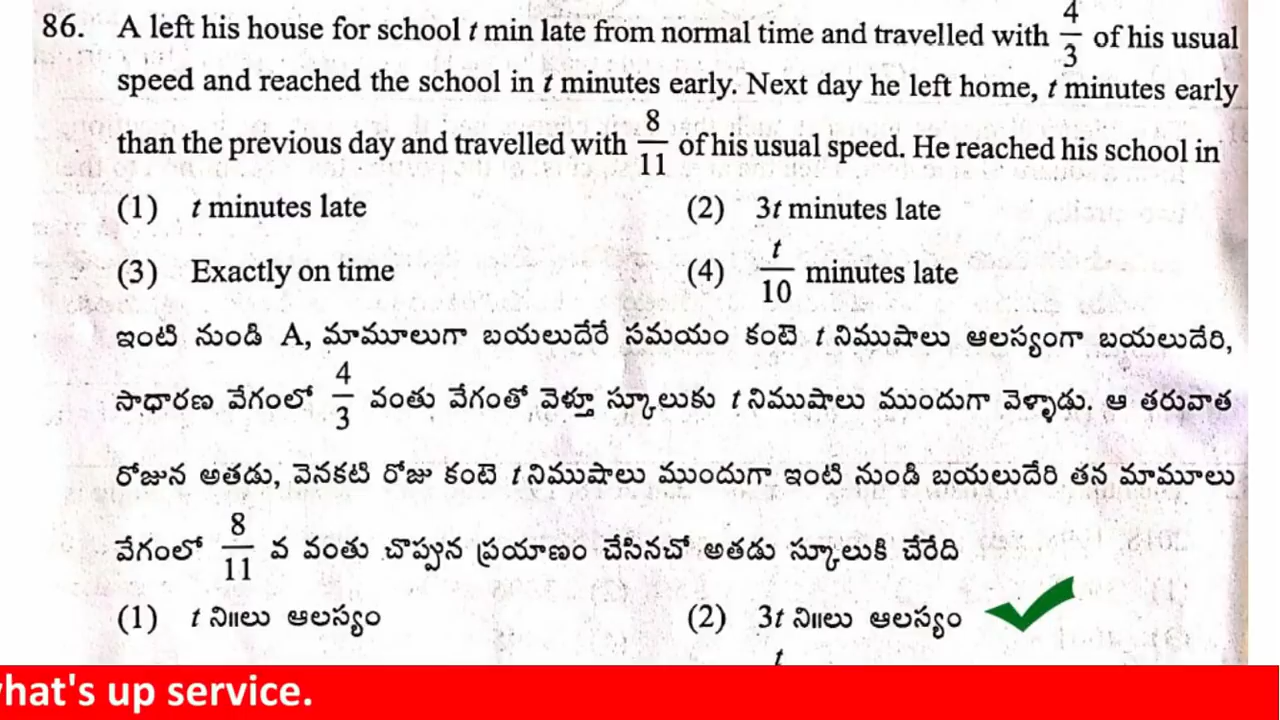 86. A left his house for school t min late from normal time and travelled with 4/3 of his usual
speed and reached the school in t minutes early. Next day he left home, t minutes early
than the previous day and travelled with 8/11 of his usual speed. He reached his school in
(1) t minutes late (2) 3t minutes late
(3) Exactly on time (4) t/10 minutes late
ఇంటి నుండి A, మామూలుగా బయలుదేరే సమయం కంటె t నిముషాలు ఆలస్యంగా బయలుదేరి,
సాధారణ వేగంలో 4/3 వంతు వేగంతో వెళ్తూ స్కూలుకు t నిముషాలు ముందుగా వెళ్ళాడు. ఆ తరువాత
రోజున అతడు, వెనకటి రోజు కంటె t నిముషాలు ముందుగా ఇంటి నుండి బయలుదేరి తన మామూలు
వేగంలో 8/11 వ వంతు చొప్పున ప్రయాణం చేసినచో అతడు స్కూలుకి చేరేది
(1) t ని॥లు ఆలస్యం (2) 3t ని॥లు ఆలస్యం
t
hat's up service.